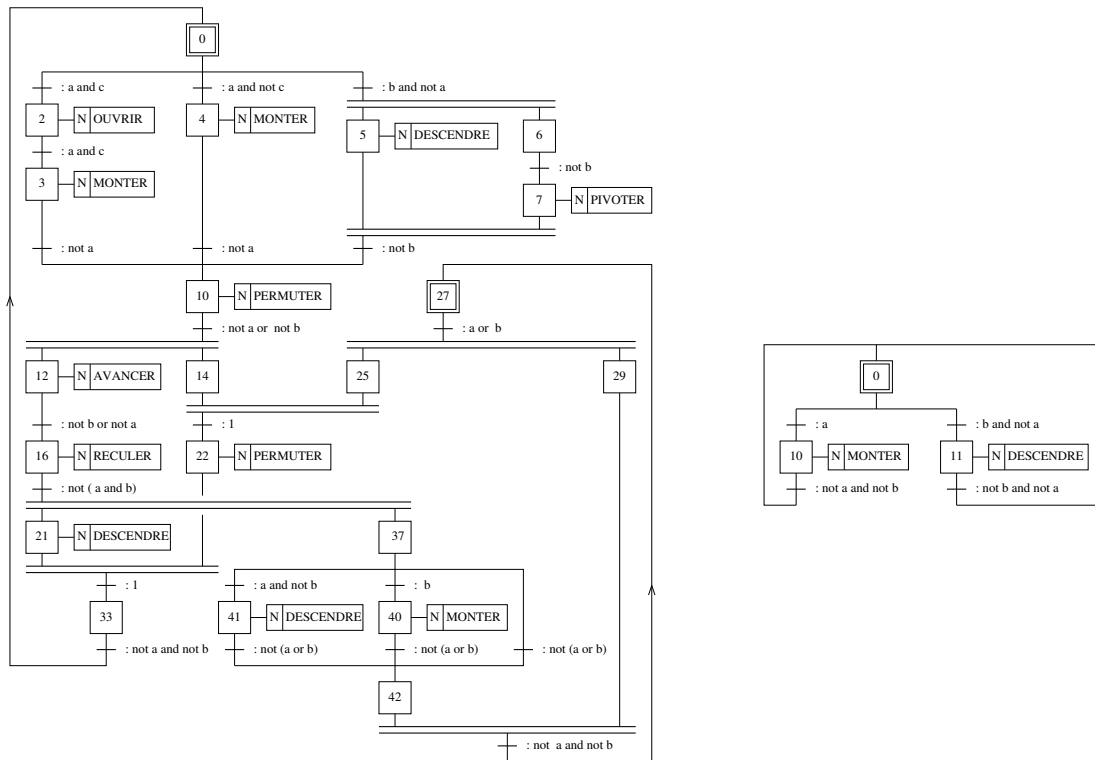 0
: a and c
: a and not c
: b and not a
2 N OUVRIR
4 N MONTER
5 N DESCENDRE
6
: a and c
: not b
3 N MONTER
7 N PIVOTER
: not a
: not a
: not b
10 N PERMUTER
27
: not a or not b
: a or b
12 N AVANCER
14
25
29
0
: not b or not a
: 1
: a
: b and not a
16 N RECULER
22 N PERMUTER
10 N MONTER
11 N DESCENDRE
: not ( a and b)
: not a and not b
: not b and not a
21 N DESCENDRE
37
: 1
: a and not b
: b
33
41 N DESCENDRE
40 N MONTER
: not a and not b
: not (a or b)
: not (a or b)
: not (a or b)
42
: not a and not b